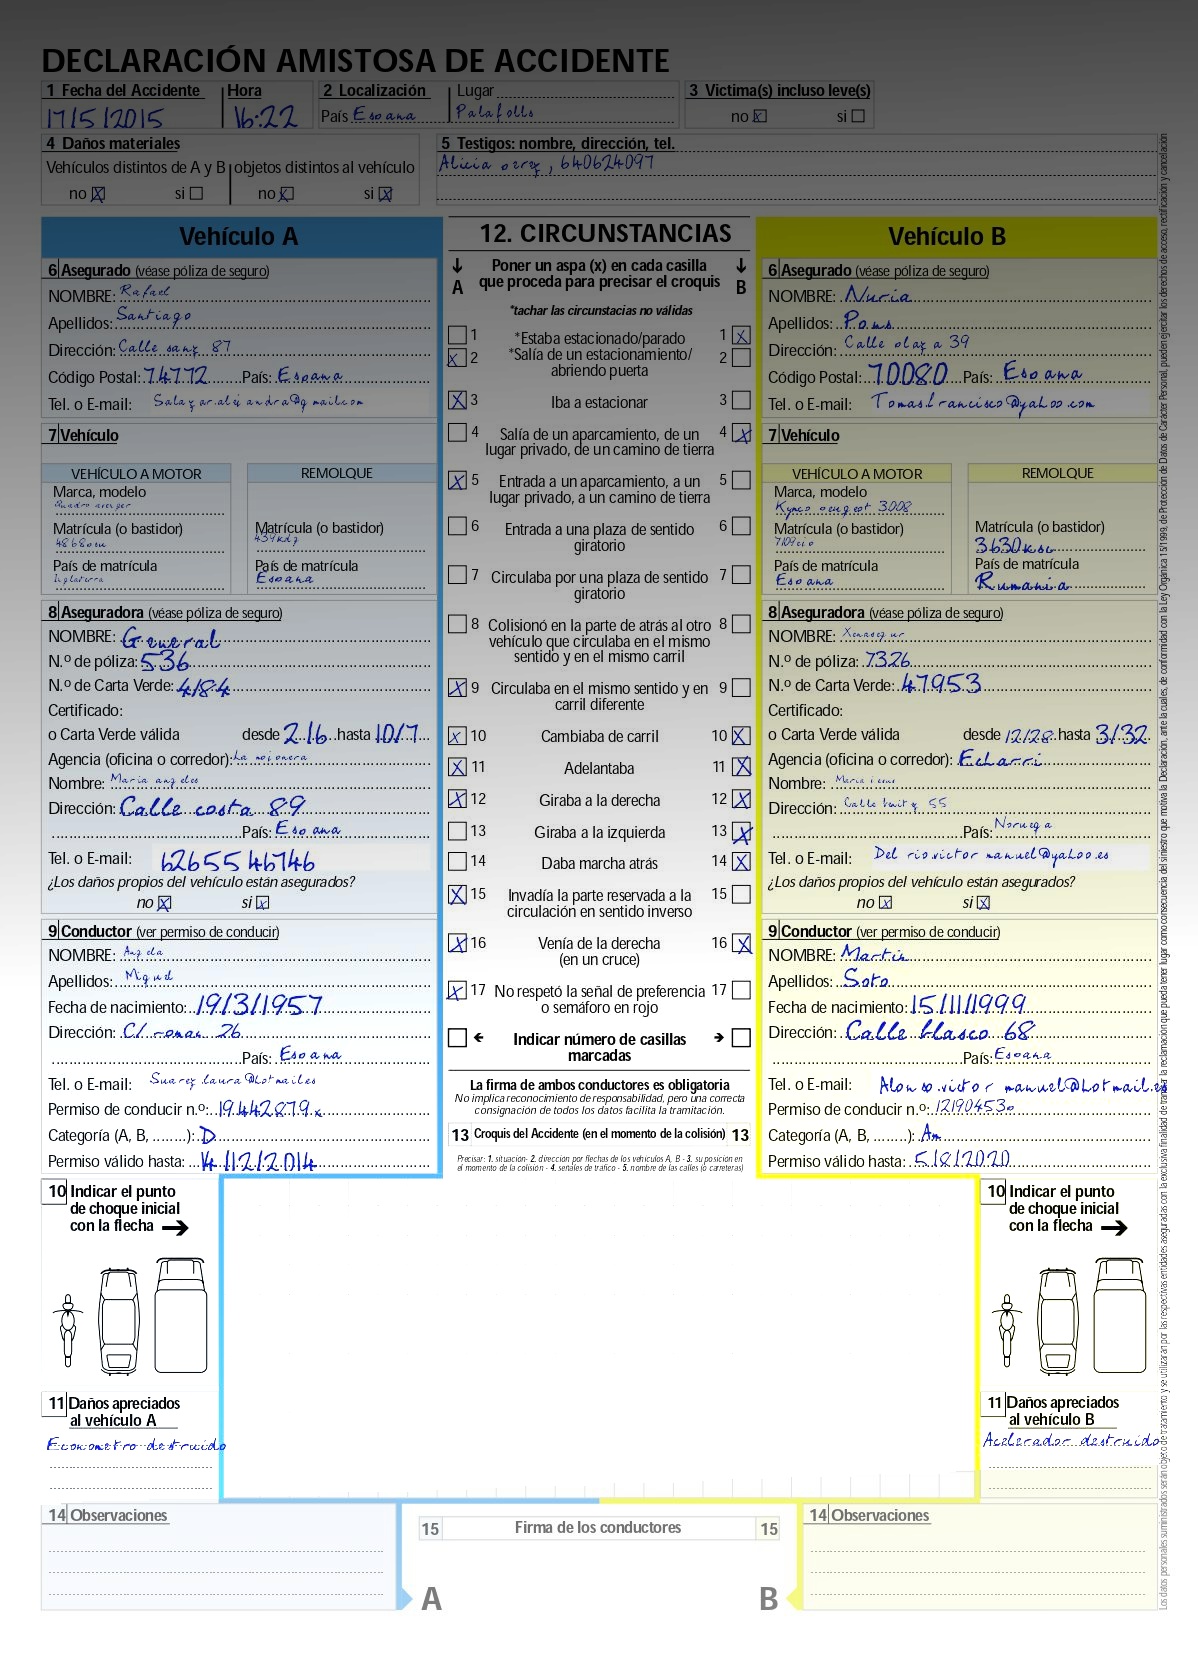 DECLARACIÓN AMISTOSA DE ACCIDENTE
1 Fecha del Accidente Hora 2 Localización Lugar 3 Victima(s) incluso leve(s)
17/5/2015 16:22 País Espana Palafolls no X si
4 Daños materiales 5 Testigos: nombre, dirección, tel.
Vehículos distintos de A y B objetos distintos al vehículo Alicia perez, 640624097
no X si no X si X
Vehículo A
6 Asegurado (véase póliza de seguro)
NOMBRE: Rafael
Apellidos: Santiago
Dirección: Calle sanz 87
Código Postal: 74772 País: Espana
Tel. o E-mail: Salazar.alejandra@gmail.com
7 Vehículo
VEHÍCULO A MOTOR REMOLQUE
Marca, modelo
Matrícula (o bastidor) Matrícula (o bastidor)
País de matrícula País de matrícula
Inglaterra Espana
8 Aseguradora (véase póliza de seguro)
NOMBRE: General
N.º de póliza: 536
N.º de Carta Verde: 4184
Certificado:
o Carta Verde válida desde 2/6 hasta 10/7
Agencia (oficina o corredor): La mojonera
Nombre: Maria angeles
Dirección: Calle costa 89
País: Espana
Tel. o E-mail: 626554674 6
¿Los daños propios del vehículo están asegurados?
no X si X
9 Conductor (ver permiso de conducir)
NOMBRE: Angela
Apellidos: Miguel
Fecha de nacimiento: 19/3/1957
Dirección: C/ roman 26
País: Espana
Tel. o E-mail: Suarez.laura@hotmail.es
Permiso de conducir n.º: 19442879x
Categoría (A, B, ........): D
Permiso válido hasta: 14/12/2014
12. CIRCUNSTANCIAS
Poner un aspa (x) en cada casilla
A que proceda para precisar el croquis B
*tachar las circunstacias no válidas
1 *Estaba estacionado/parado 1 X
X 2 *Salía de un estacionamiento/ 2
abriendo puerta
X 3 Iba a estacionar 3
4 Salía de un aparcamiento, de un 4 X
lugar privado, de un camino de tierra
X 5 Entrada a un aparcamiento, a un 5
lugar privado, a un camino de tierra
6 Entrada a una plaza de sentido 6
giratorio
7 Circulaba por una plaza de sentido 7
giratorio
8 Colisionó en la parte de atrás al otro 8
vehículo que circulaba en el mismo
sentido y en el mismo carril
X 9 Circulaba en el mismo sentido y en 9
carril diferente
X 10 Cambiaba de carril 10 X
X 11 Adelantaba 11 X
X 12 Giraba a la derecha 12 X
13 Giraba a la izquierda 13 X
14 Daba marcha atrás 14 X
X 15 Invadía la parte reservada a la 15
circulación en sentido inverso
X 16 Venía de la derecha 16 X
(en un cruce)
X 17 No respetó la señal de preferencia 17
o semáforo en rojo
Indicar número de casillas
marcadas
La firma de ambos conductores es obligatoria
No implica reconocimiento de responsabilidad, pero una correcta
consignación de todos los datos facilita la tramitación.
13 Croquis del Accidente (en el momento de la colisión) 13
Precisar: 1. situación- 2. dirección por flechas de los vehículos A, B - 3. su posición en
el momento de la colisión - 4. señales de tráfico - 5. nombre de las calles (o carreteras)
Vehículo B
6 Asegurado (véase póliza de seguro)
NOMBRE: Nuria
Apellidos: Pons
Dirección: Calle plaza 39
Código Postal: 70080 País: Espana
Tel. o E-mail: Tomas.francisco@yahoo.com
7 Vehículo
VEHÍCULO A MOTOR REMOLQUE
Marca, modelo
Kymco peugeot 3008
Matrícula (o bastidor) Matrícula (o bastidor)
3630ksc
País de matrícula País de matrícula
Espana Rumania
8 Aseguradora (véase póliza de seguro)
NOMBRE: Xenasegur
N.º de póliza: 7326
N.º de Carta Verde: 47953
Certificado:
o Carta Verde válida desde 12/28 hasta 3/32
Agencia (oficina o corredor): Echarri
Nombre: Maria
Dirección: Calle 55
País: Noruega
Tel. o E-mail: Del rio.victor manuel@yahoo.es
¿Los daños propios del vehículo están asegurados?
no X si X
9 Conductor (ver permiso de conducir)
NOMBRE: Martin
Apellidos: Soto
Fecha de nacimiento: 15/11/1999
Dirección: Calle blasco 68
País: Espana
Tel. o E-mail: Alonso.victor manuel@hotmail.es
Permiso de conducir n.º: 12190453
Categoría (A, B, ........): Am
Permiso válido hasta: 5/8/2020
10 Indicar el punto
de choque inicial
con la flecha
11 Daños apreciados
al vehículo A
Econometro destruido
10 Indicar el punto
de choque inicial
con la flecha
11 Daños apreciados
al vehículo B
Acelerador destruido
14 Observaciones
15 Firma de los conductores 15
A B
14 Observaciones
Los datos personales suministrados serán objeto de tratamiento y se utilizaran por las respectivas entidades aseguradas con la exclusiva finalidad de tramitar la reclamación que pueda tener lugar como consecuencia del siniestro que motiva la Declaración, ante la cuales, de conformidad con la Ley Orgánica 15/1999, de Protección de Datos de Carácter Personal, pueden ejercitar los derechos de acceso, rectificación y cancelación